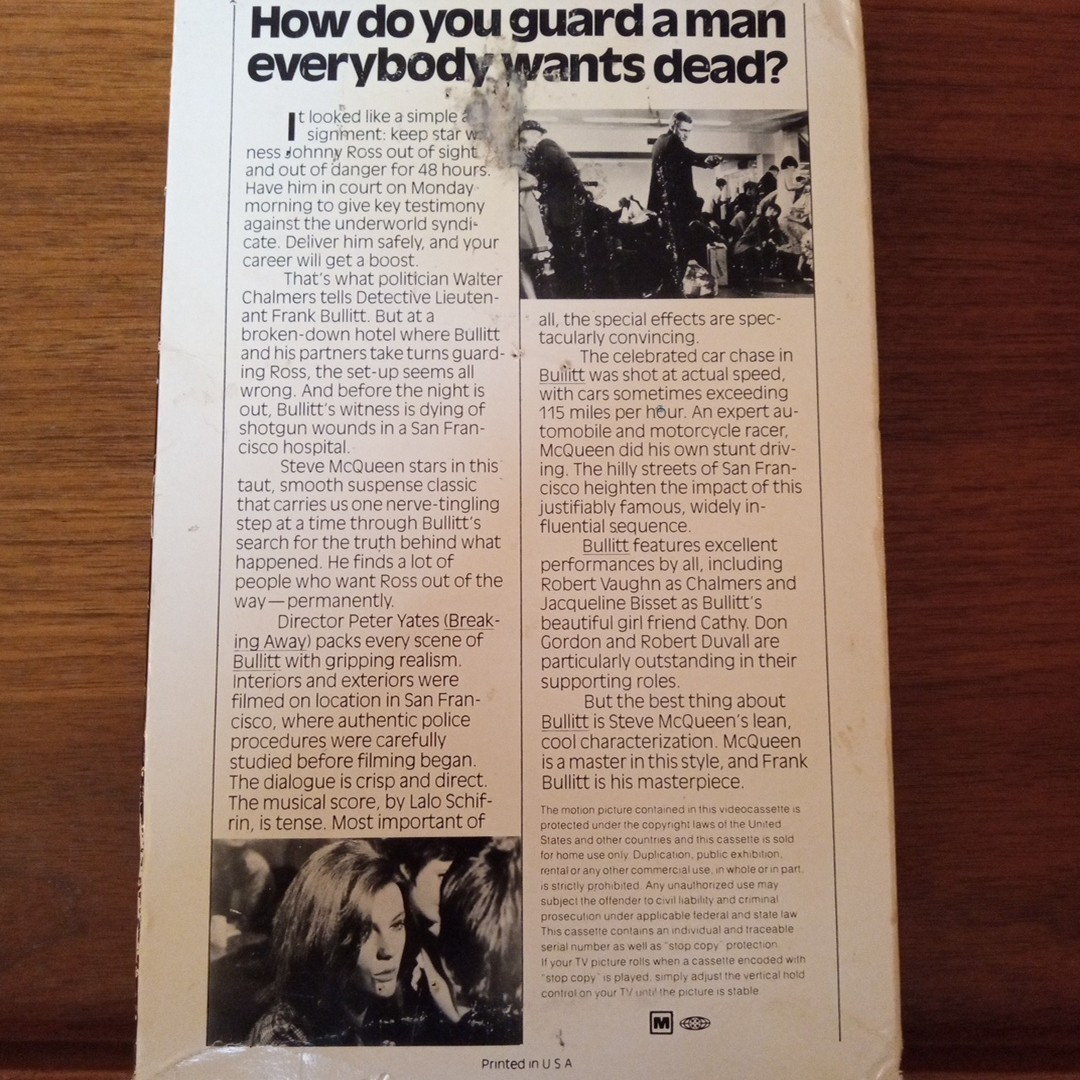 How do you guard a man
everybody wants dead?
It looked like a simple
signment: keep star
ness Johnny Ross out of sight
and out of danger for 48 hours.
Have him in court on Monday
morning to give key testimony
against the underworld syndi-
cate. Deliver him safely, and your
career will get a boost.
That's what politician Walter
Chalmers tells Detective Lieuten-
ant Frank Bullitt. But at a
broken-down hotel where Bullitt
and his partners take turns guard-
ing Ross, the set-up seems all
wrong. And before the night is
out, Bullitt's witness is dying of
shotgun wounds in a San Fran-
cisco hospital.
Steve McQueen stars in this
taut, smooth suspense classic
that carries us one nerve-tingling
step at a time through Bullitt's
search for the truth behind what
happened. He finds a lot of
people who want Ross out of the
way—permanently.
Director Peter Yates (Break-
ing Away) packs every scene of
Bullitt with gripping realism.
Interiors and exteriors were
filmed on location in San Fran-
cisco, where authentic police
procedures were carefully
studied before filming began.
The dialogue is crisp and direct.
The musical score, by Lalo Schif-
rin, is tense. Most important of
all, the special effects are spec-
tacularly convincing.
The celebrated car chase in
Bullitt was shot at actual speed,
with cars sometimes exceeding
115 miles per hour. An expert au-
tomobile and motorcycle racer,
McQueen did his own stunt driv-
ing. The hilly streets of San Fran-
cisco heighten the impact of this
justifiably famous, widely in-
fluential sequence.
Bullitt features excellent
performances by all, including
Robert Vaughn as Chalmers and
Jacqueline Bisset as Bullitt's
beautiful girl friend Cathy. Don
Gordon and Robert Duvall are
particularly outstanding in their
supporting roles.
But the best thing about
Bullitt is Steve McQueen's lean,
cool characterization. McQueen
is a master in this style, and Frank
Bullitt is his masterpiece.
The motion picture contained in this videocassette is
protected under the copyright laws of the United
States and other countries and this cassette is sold
for home use only. Duplication, public exhibition,
rental or any other commercial use, in whole or in part,
is strictly prohibited. Any unauthorized use may
subject the offender to civil liability and criminal
prosecution under applicable federal and state law
This cassette contains an individual and traceable
serial number as well as "stop copy" protection.
If your TV picture rolls when a cassette encoded with
"stop copy" is played, simply adjust the vertical hold
control on your TV until the picture is stable
M
Printed in U S A